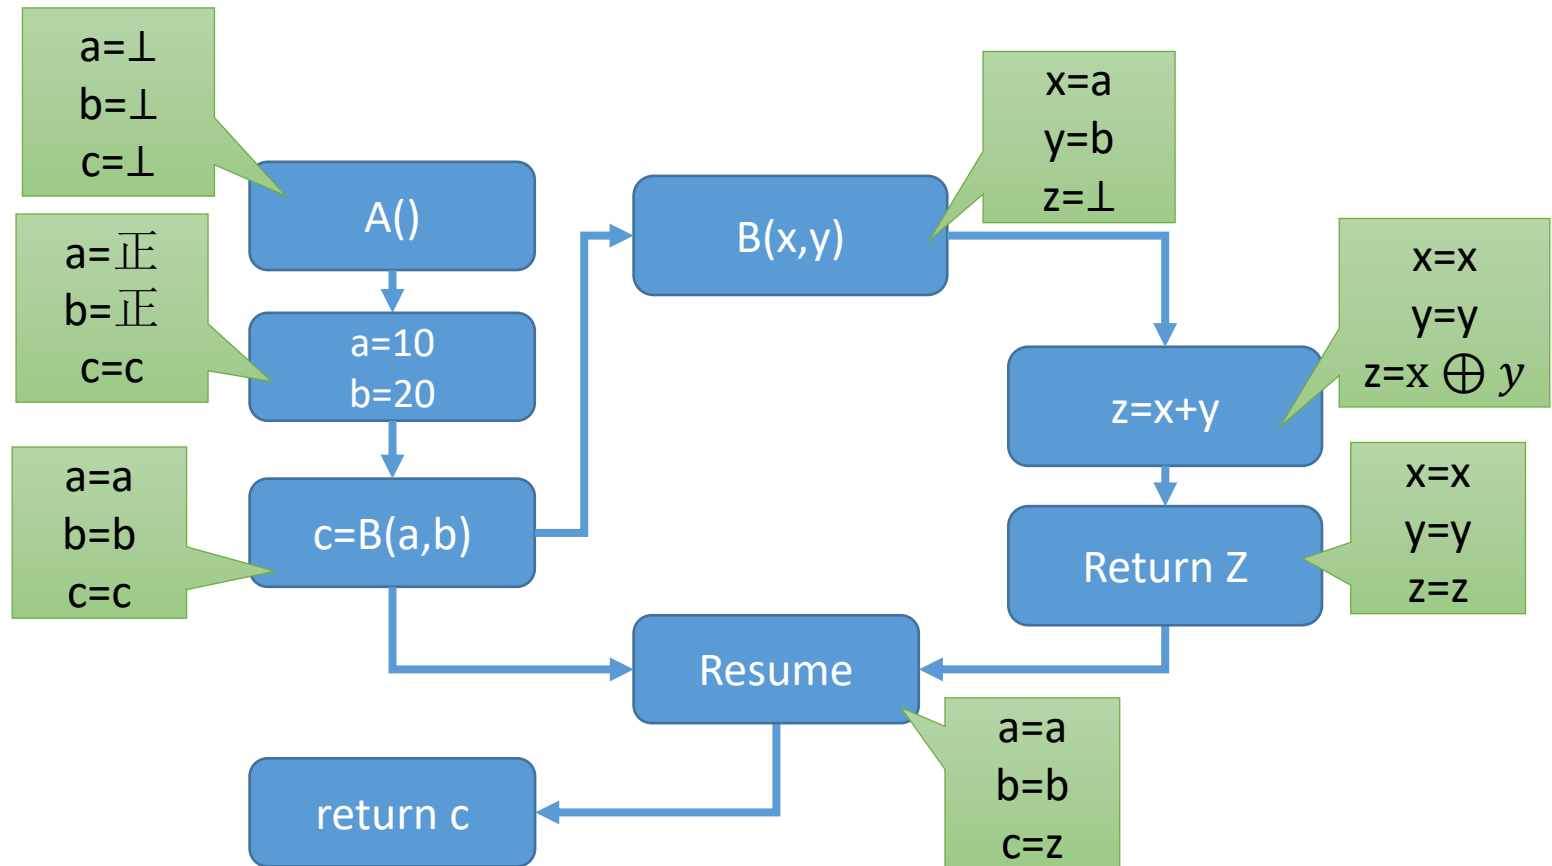 a=⊥
b=⊥
c=⊥
A()
a=正
b=正
c=c
a=10
b=20
a=a
b=b
c=c
c=B(a,b)
B(x,y)
x=a
y=b
z=⊥
x=x
y=y
z=x ⊕ y
z=x+y
x=x
y=y
z=z
Return Z
Resume
a=a
b=b
c=z
return c